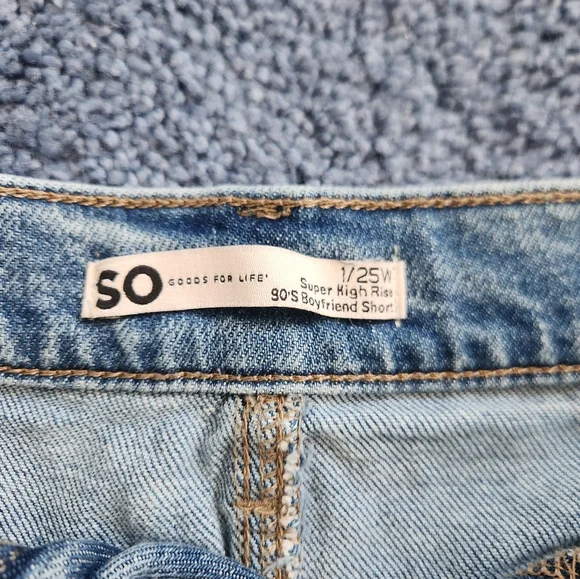 SO GOODS FOR LIFE®
1/25W
Super High Rise
90'S Boyfriend Short